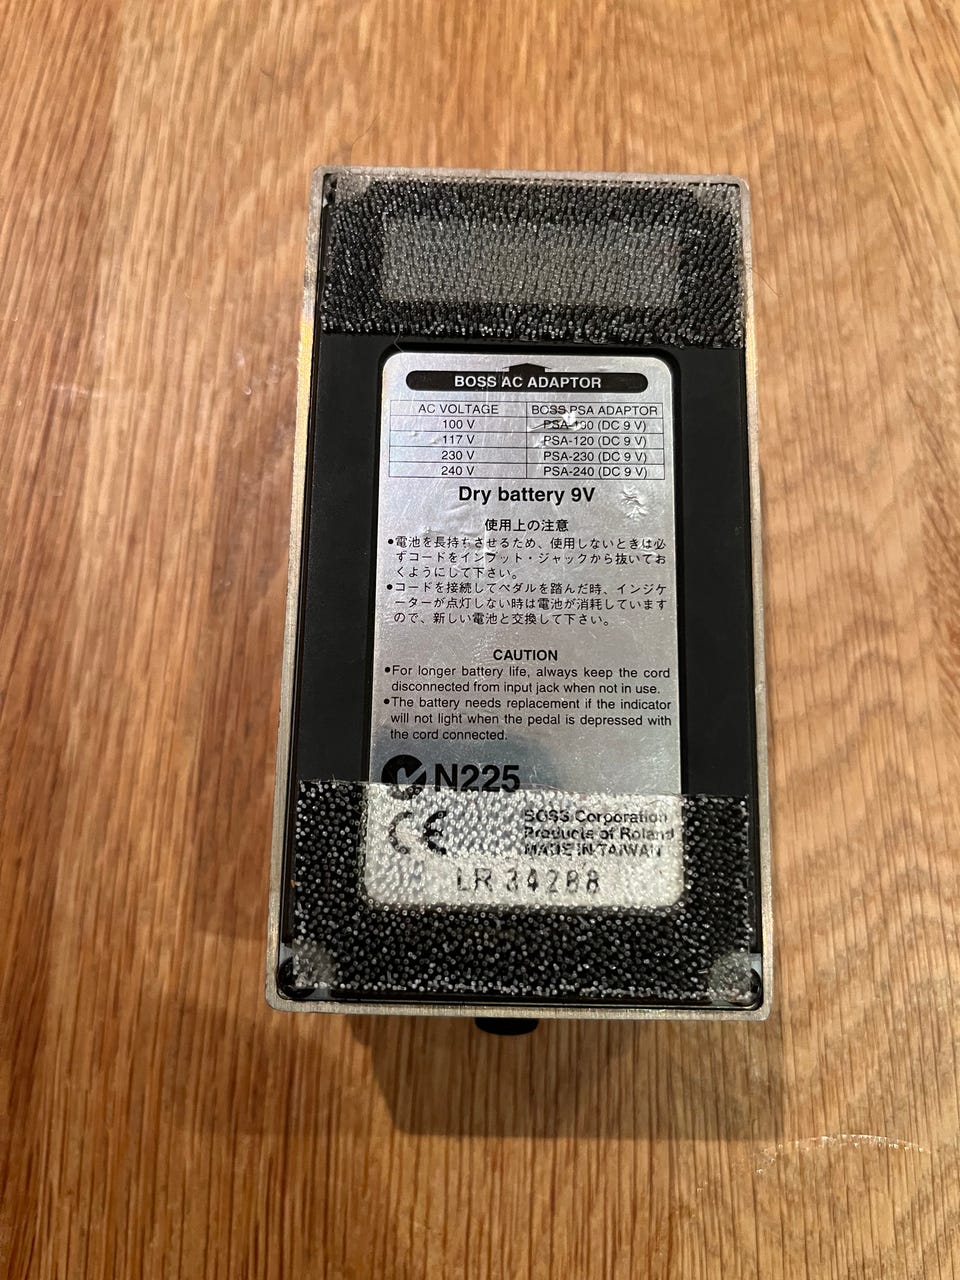 BOSS AC ADAPTOR
AC VOLTAGE BOSS PSA ADAPTOR
100 V PSA-100 (DC 9 V)
117 V PSA-120 (DC 9 V)
230 V PSA-230 (DC 9 V)
240 V PSA-240 (DC 9 V)
Dry battery 9V
使用上の注意
●電池を長持ちさせるため、使用しないときは必
ずコードをインプット・ジャックから抜いてお
くようにして下さい。
●コードを接続してペダルを踏んだ時、インジケ
ーターが点灯しない時は電池が消耗しています
ので、新しい電池と交換して下さい。
CAUTION
●For longer battery life, always keep the cord
disconnected from input jack when not in use.
●The battery needs replacement if the indicator
will not light when the pedal is depressed with
the cord connected.
N225
CE BOSS Corporation
Products of Roland
MADE IN TAIWAN
LR 34288